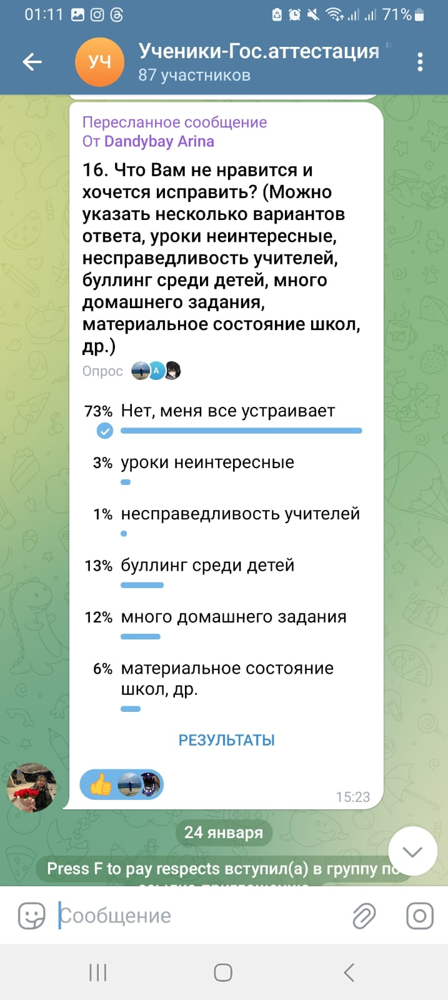 01:11
71%
УЧ
Ученики-Гос.аттестация "
87 участников
Пересланное сообщение
От Dandybay Arina
16. Что Вам не нравится и
хочется исправить? (Можно
указать несколько вариантов
ответа, уроки неинтересные,
несправедливость учителей,
буллинг среди детей, много
домашнего задания,
материальное состояние школ,
др.)
Опрос
A
73% Нет, меня все устраивает
3% уроки неинтересные
1% несправедливость учителей
13% буллинг среди детей
12% много домашнего задания
6% материальное состояние
школ, др.
РЕЗУЛЬТАТЫ
15:23
24 января
Press F to pay respects вступил(а) в группу по
Сообщение